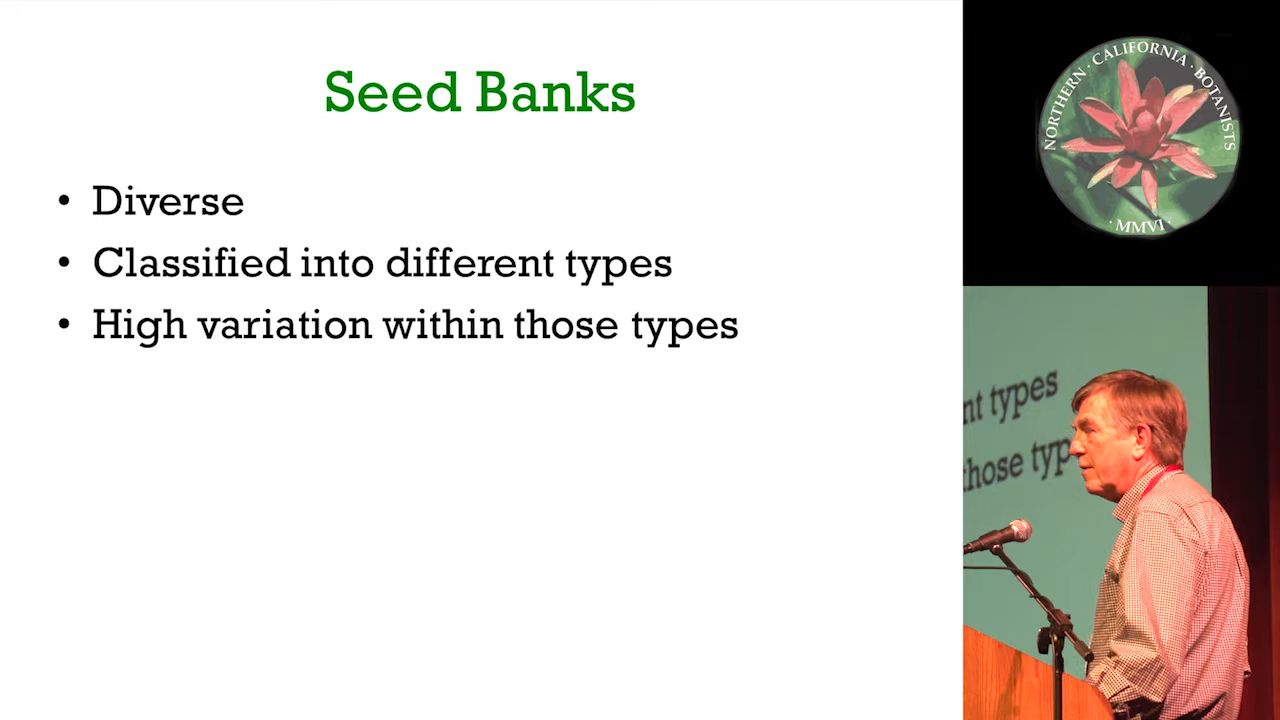 Seed Banks
• Diverse
• Classified into different types
• High variation within those types
NORTHERN · CALIFORNIA · BOTANISTS
· MMVI ·
nt types
those typ